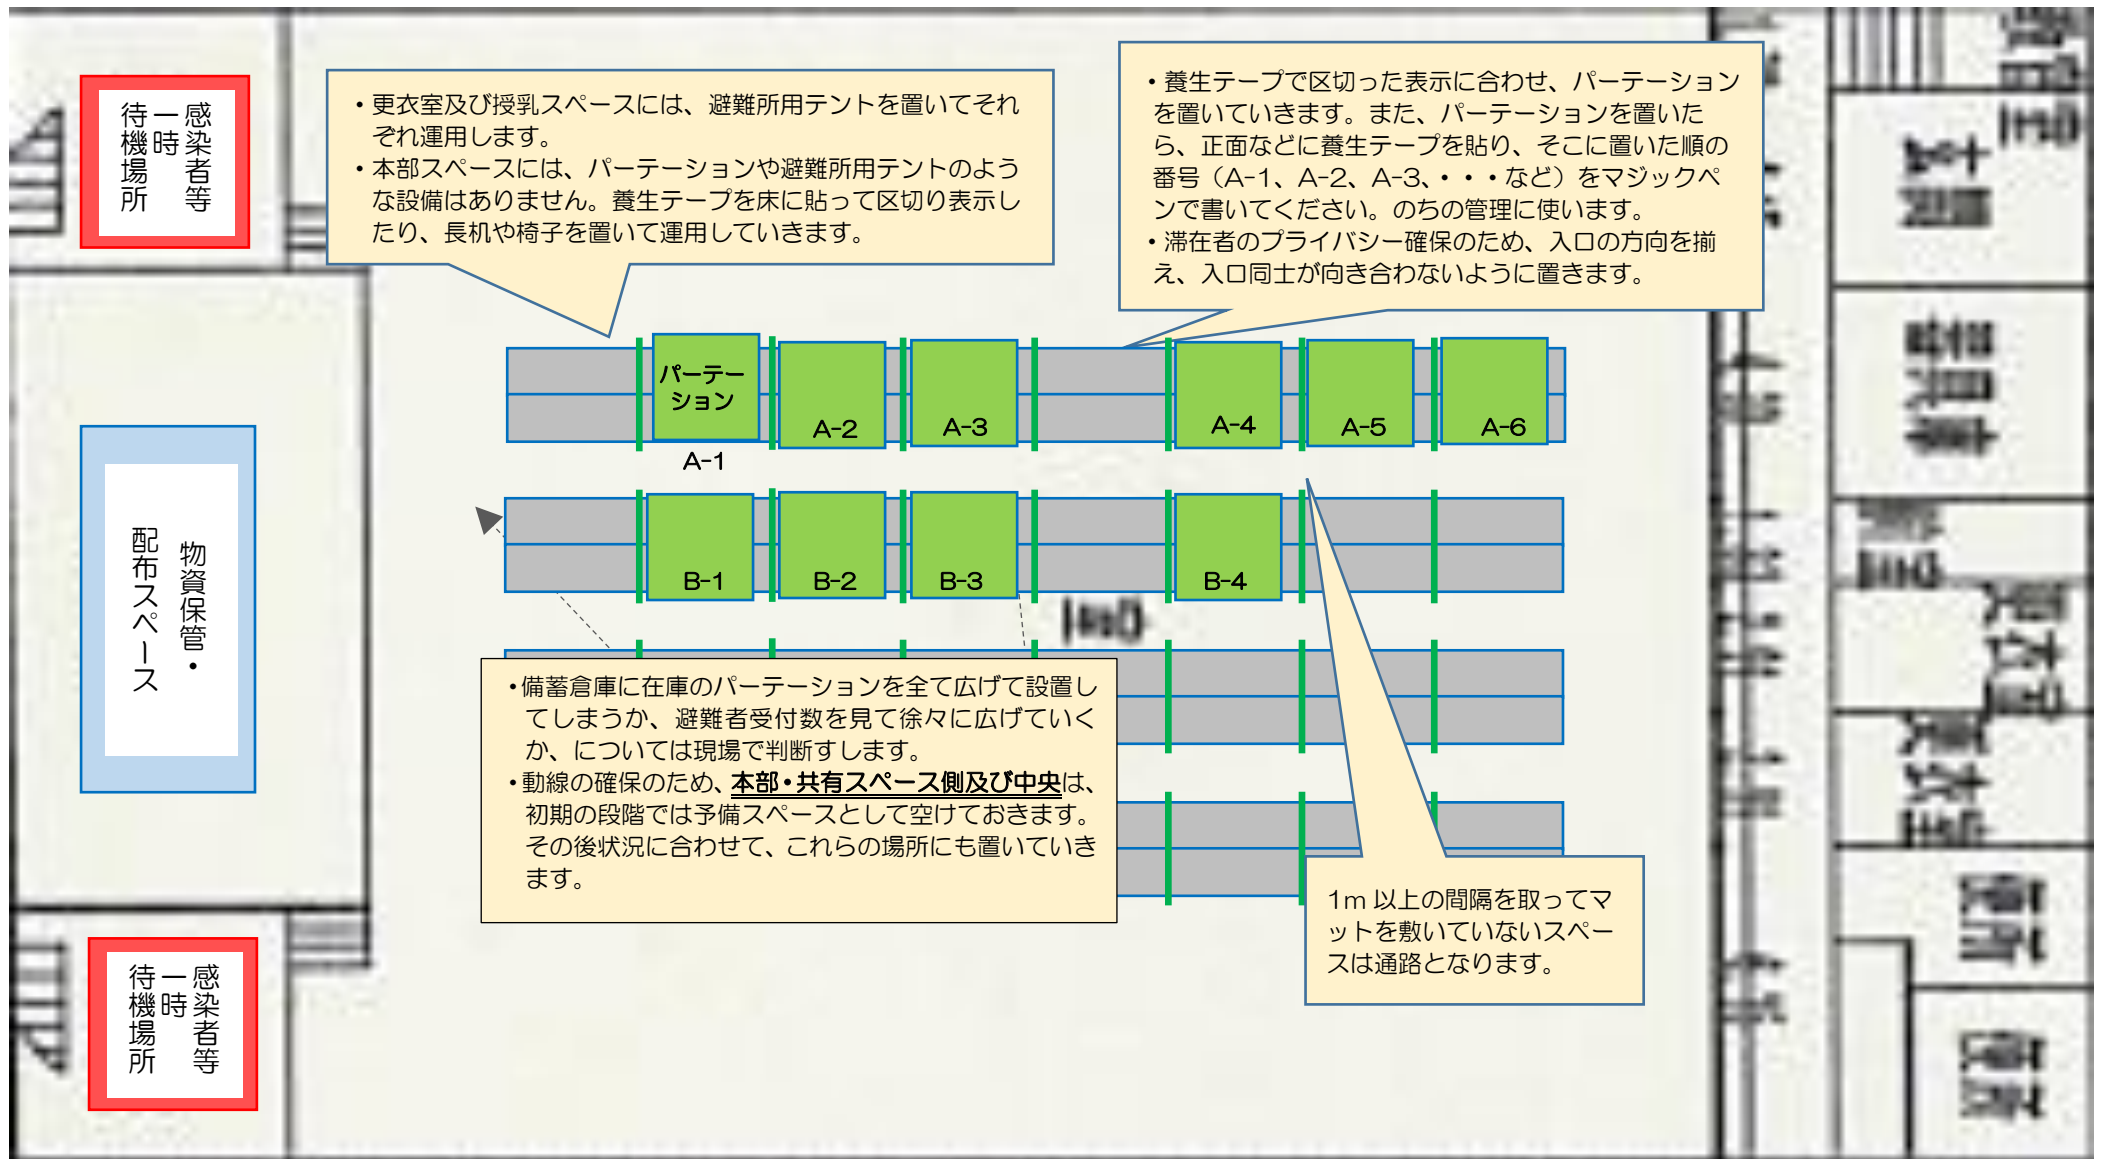 感染者等
一時
待機場所
・更衣室及び授乳スペースには、避難所用テントを置いてそれ
ぞれ運用します。
・本部スペースには、パーテーションや避難所用テントのよう
な設備はありません。養生テープを床に貼って区切り表示し
たり、長机や椅子を置いて運用していきます。
・養生テープで区切った表示に合わせ、パーテーション
を置いていきます。また、パーテーションを置いた
ら、正面などに養生テープを貼り、そこに置いた順の
番号（A-1、A-2、A-3、・・・など）をマジックペ
ンで書いてください。のちの管理に使います。
・滞在者のプライバシー確保のため、入口の方向を揃
え、入口同士が向き合わないように置きます。
パーテー
ション
A-1
A-2
A-3
A-4
A-5
A-6
B-1
B-2
B-3
B-4
物資保管・
配布スペース
・備蓄倉庫に在庫のパーテーションを全て広げて設置し
てしまうか、避難者受付数を見て徐々に広げていく
か、については現場で判断すします。
・動線の確保のため、本部・共有スペース側及び中央は、
初期の段階では予備スペースとして空けておきます。
その後状況に合わせて、これらの場所にも置いていき
ます。
1m 以上の間隔を取ってマ
ットを敷いていないスペー
スは通路となります。
感染者等
一時
待機場所
玄関
器具庫
更衣室
更衣室
便所
便所